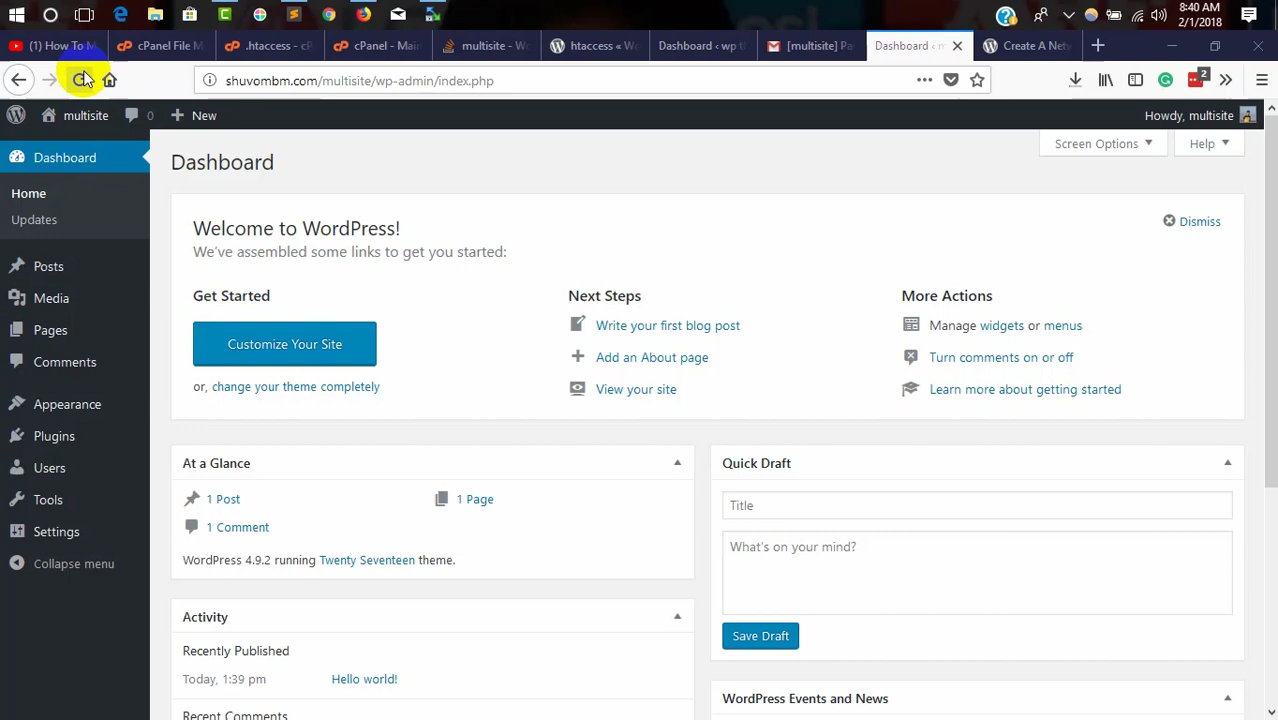 8:40 AM
2/1/2018
(1) How To M
cPanel File M
.htaccess - cP
cPanel - Main
multisite - Wo
htaccess « Wo
Dashboard ‹ wp th
[multisite] Pa
Dashboard ‹ m
Create A Netw
shuvombm.com/multisite/wp-admin/index.php
2
multisite
0
New
Howdy, multisite
Dashboard
Home
Updates
Posts
Media
Pages
Comments
Appearance
Plugins
Users
Tools
Settings
Collapse menu
Screen Options
Help
Dashboard
Welcome to WordPress!
We've assembled some links to get you started:
Dismiss
Get Started
Customize Your Site
or, change your theme completely
Next Steps
Write your first blog post
Add an About page
View your site
More Actions
Manage widgets or menus
Turn comments on or off
Learn more about getting started
At a Glance
1 Post
1 Page
1 Comment
WordPress 4.9.2 running Twenty Seventeen theme.
Activity
Recently Published
Today, 1:39 pm
Hello world!
Recent Comments
Quick Draft
Title
What's on your mind?
Save Draft
WordPress Events and News